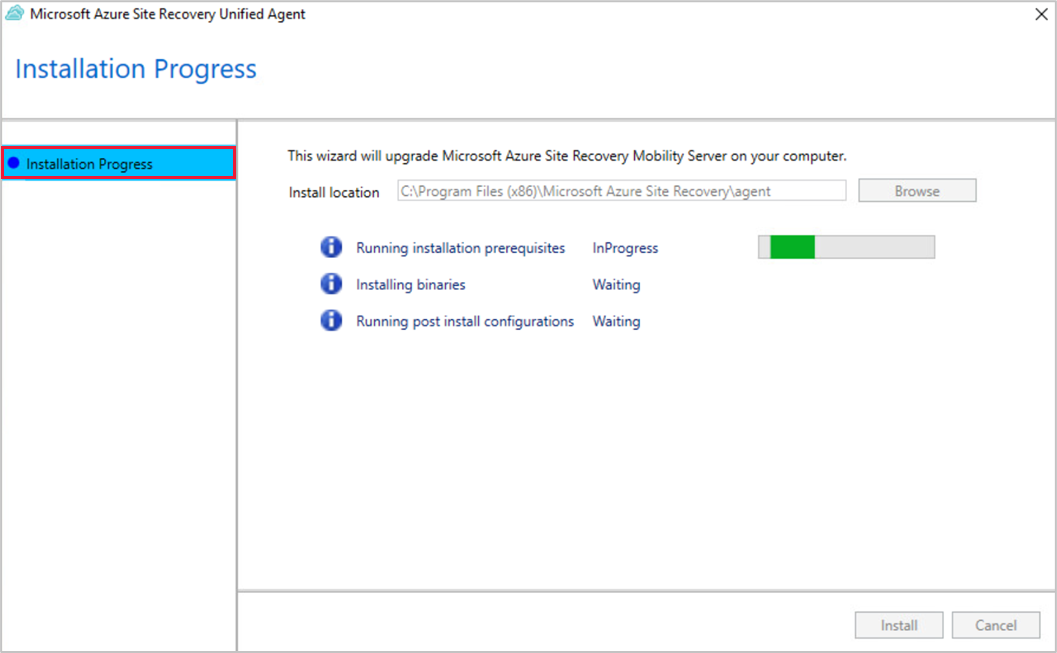 Microsoft Azure Site Recovery Unified Agent
Installation Progress
Installation Progress
This wizard will upgrade Microsoft Azure Site Recovery Mobility Server on your computer.
Install location C:\Program Files (x86)\Microsoft Azure Site Recovery\agent Browse
Running installation prerequisites InProgress
Installing binaries Waiting
Running post install configurations Waiting
Install Cancel